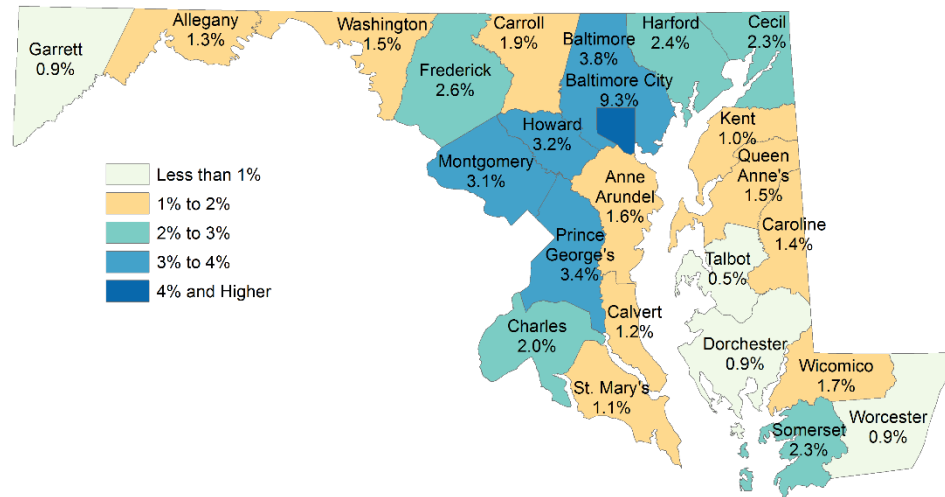 Garrett
0.9%
Allegany
1.3%
Washington
1.5%
Frederick
2.6%
Carroll
1.9%
Baltimore
3.8%
Baltimore City
9.3%
Harford
2.4%
Cecil
2.3%
Howard
3.2%
Montgomery
3.1%
Kent
1.0%
Queen
Anne's
1.5%
Anne
Arundel
1.6%
Caroline
1.4%
Prince
George's
3.4%
Talbot
0.5%
Charles
2.0%
Calvert
1.2%
St. Mary's
1.1%
Dorchester
0.9%
Wicomico
1.7%
Somerset
2.3%
Worcester
0.9%
Less than 1%
1% to 2%
2% to 3%
3% to 4%
4% and Higher